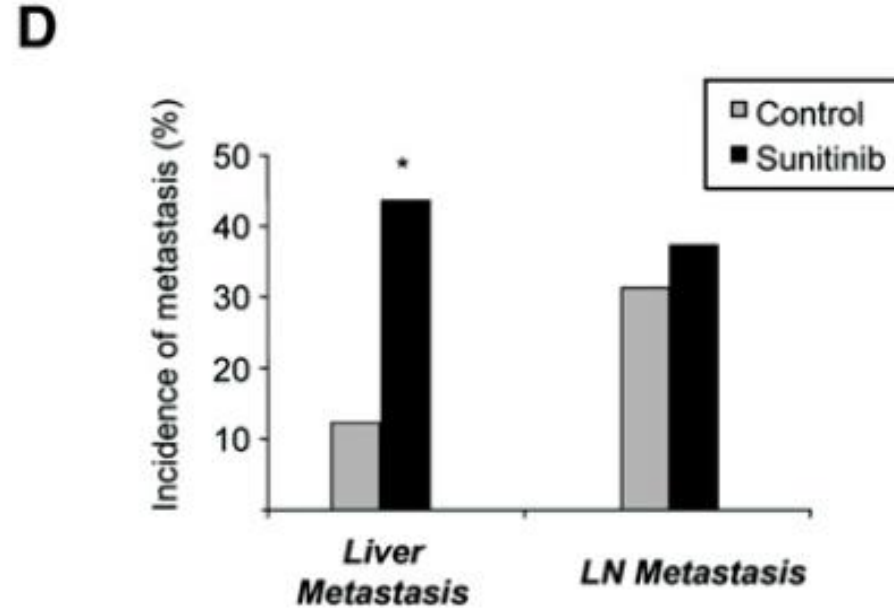 D
Control
Sunitinib
Incidence of metastasis (%)
50
40
30
20
10
*
Liver
Metastasis
LN Metastasis